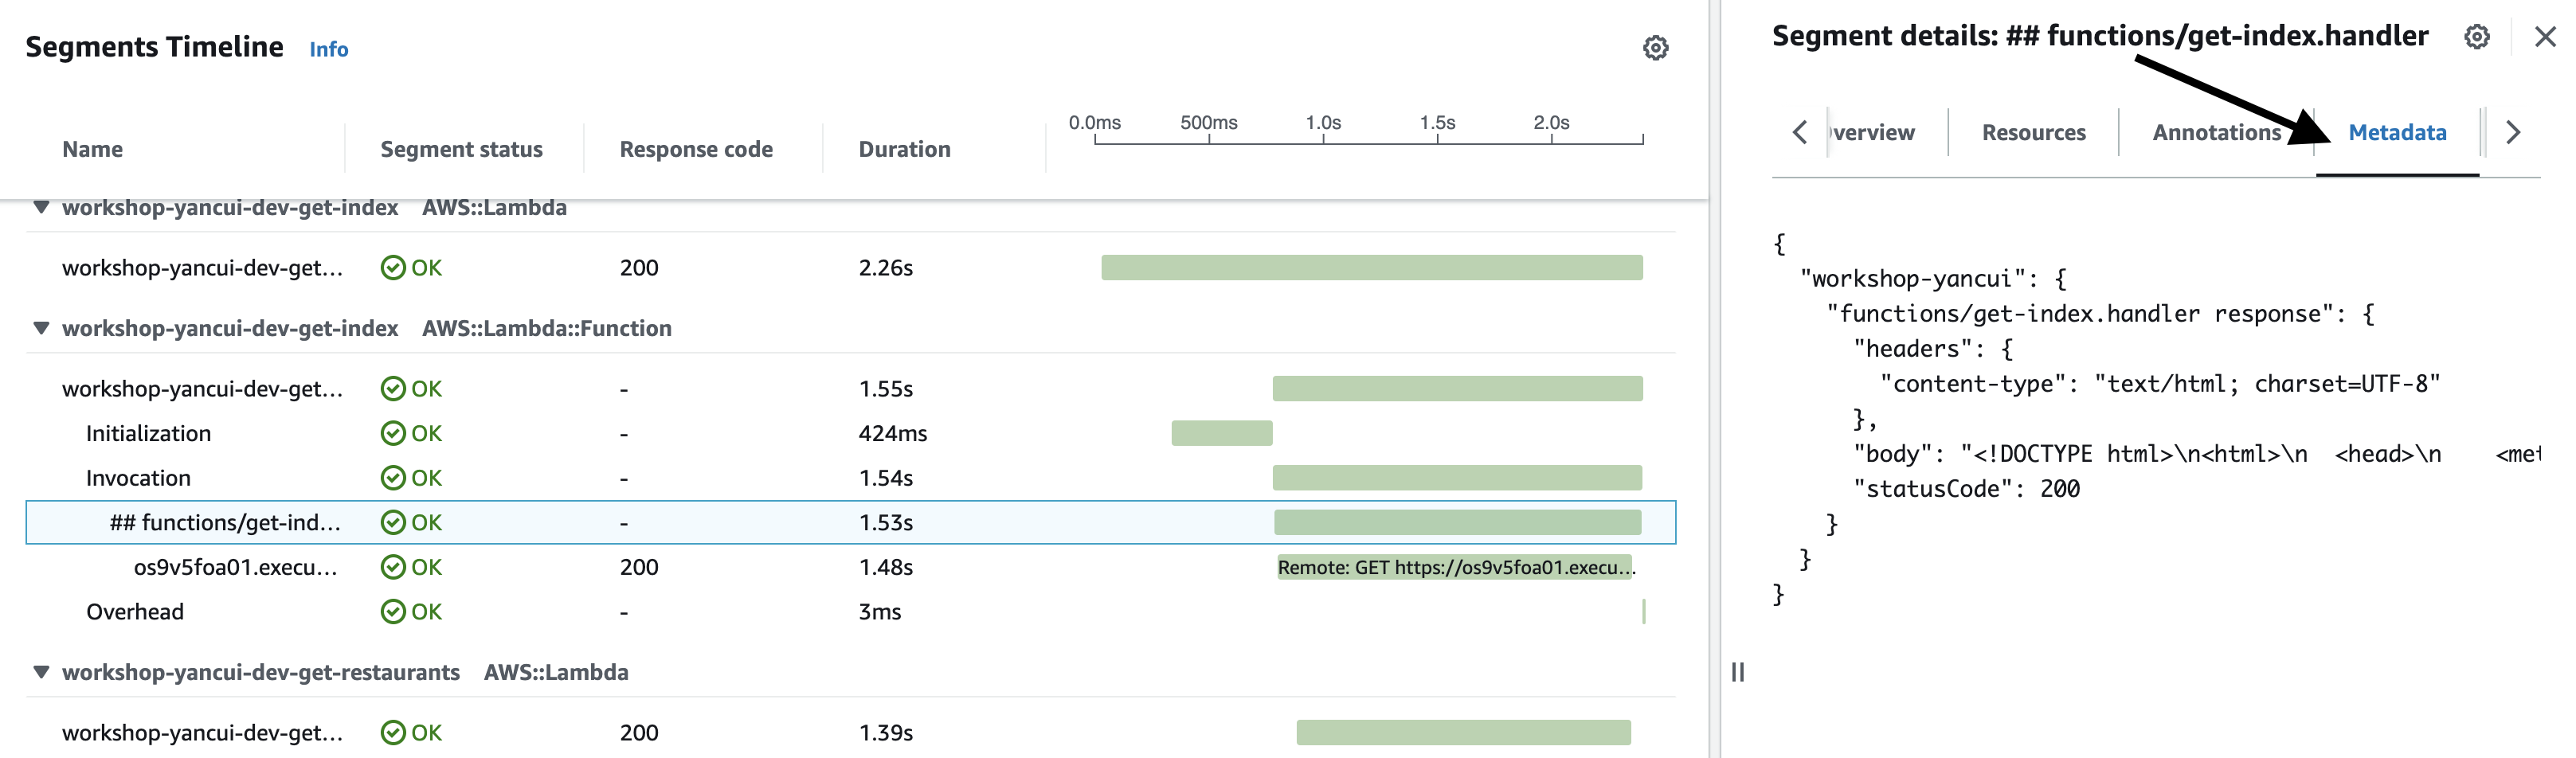 Segments Timeline Info
Name Segment status Response code Duration 0.0ms 500ms 1.0s 1.5s 2.0s
workshop-yancui-dev-get-index AWS::Lambda
workshop-yancui-dev-get... OK 200 2.26s
workshop-yancui-dev-get-index AWS::Lambda::Function
workshop-yancui-dev-get... OK - 1.55s
Initialization OK - 424ms
Invocation OK - 1.54s
## functions/get-ind... OK - 1.53s
os9v5foa01.execu... OK 200 1.48s Remote: GET https://os9v5foa01.execu...
Overhead OK - 3ms
workshop-yancui-dev-get-restaurants AWS::Lambda
workshop-yancui-dev-get... OK 200 1.39s
Segment details: ## functions/get-index.handler
verview Resources Annotations Metadata
{
"workshop-yancui": {
"functions/get-index.handler response": {
"headers": {
"content-type": "text/html; charset=UTF-8"
},
"body": "<!DOCTYPE html>\n<html>\n <head>\n <met
"statusCode": 200
}
}
}